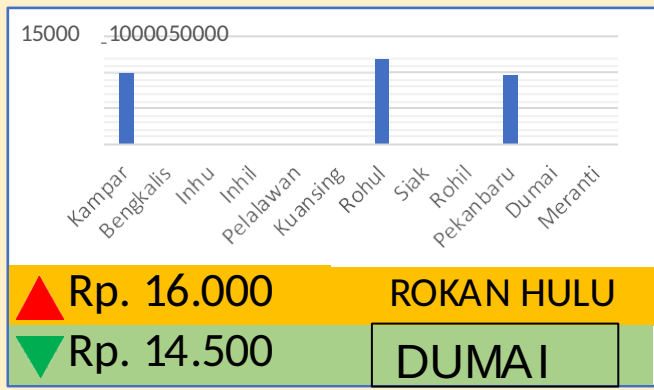 15000 1000050000
Kampar
Bengkalis
Inhu
Inhil
Pelalawan
Kuansing
Rohul
Siak
Rohil
Pekanbaru
Dumai
Meranti
Rp. 16.000 ROKAN HULU
Rp. 14.500 DUMAI